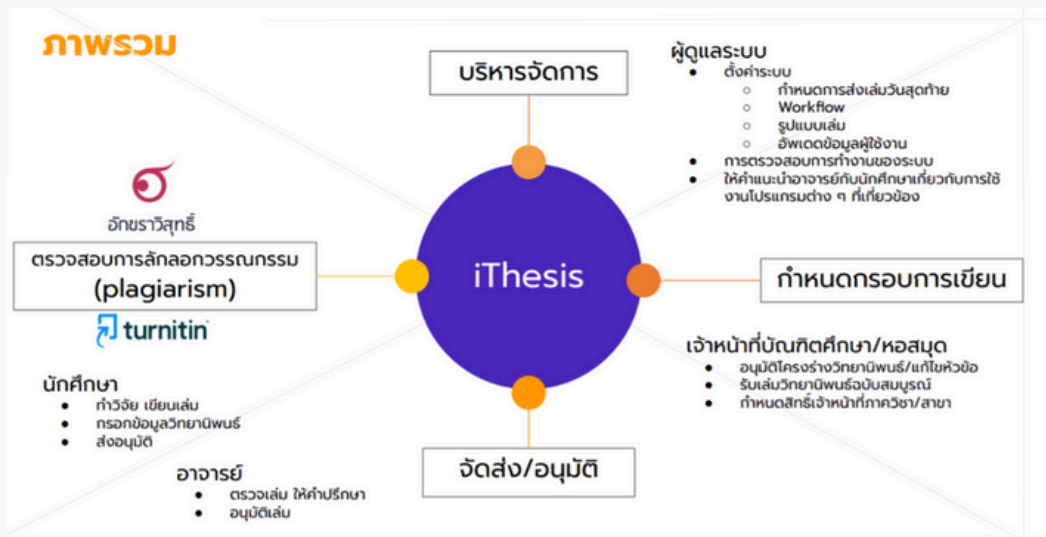 ภาพรวม
บริหารจัดการ
ผู้ดูแลระบบ
● ตั้งค่าระบบ
○ กำหนดการส่งเล่มวันสุดท้าย
○ Workflow
○ รูปแบบเล่ม
○ อัพเดตข้อมูลผู้ใช้งาน
● การตรวจสอบการทำงานของระบบ
● ให้คำแนะนำอาจารย์กับนักศึกษาเกี่ยวกับการใช้
งานโปรแกรมต่าง ๆ ที่เกี่ยวข้อง
อักขราวิสุทธิ์
ตรวจสอบการลักลอกวรรณกรรม
(plagiarism)
turnitin
iThesis
กำหนดกรอบการเขียน
เจ้าหน้าที่บัณฑิตศึกษา/หอสมุด
● อนุมัติโครงร่างวิทยานิพนธ์/แก้ไขหัวข้อ
● รับเล่มวิทยานิพนธ์ฉบับสมบูรณ์
● กำหนดสิทธิ์เจ้าหน้าที่ภาควิชา/สาขา
นักศึกษา
● ทำวิจัย เขียนเล่ม
● กรอกข้อมูลวิทยานิพนธ์
● ส่งอนุมัติ
จัดส่ง/อนุมัติ
อาจารย์
● ตรวจเล่ม ให้คำปรึกษา
● อนุมัติเล่ม